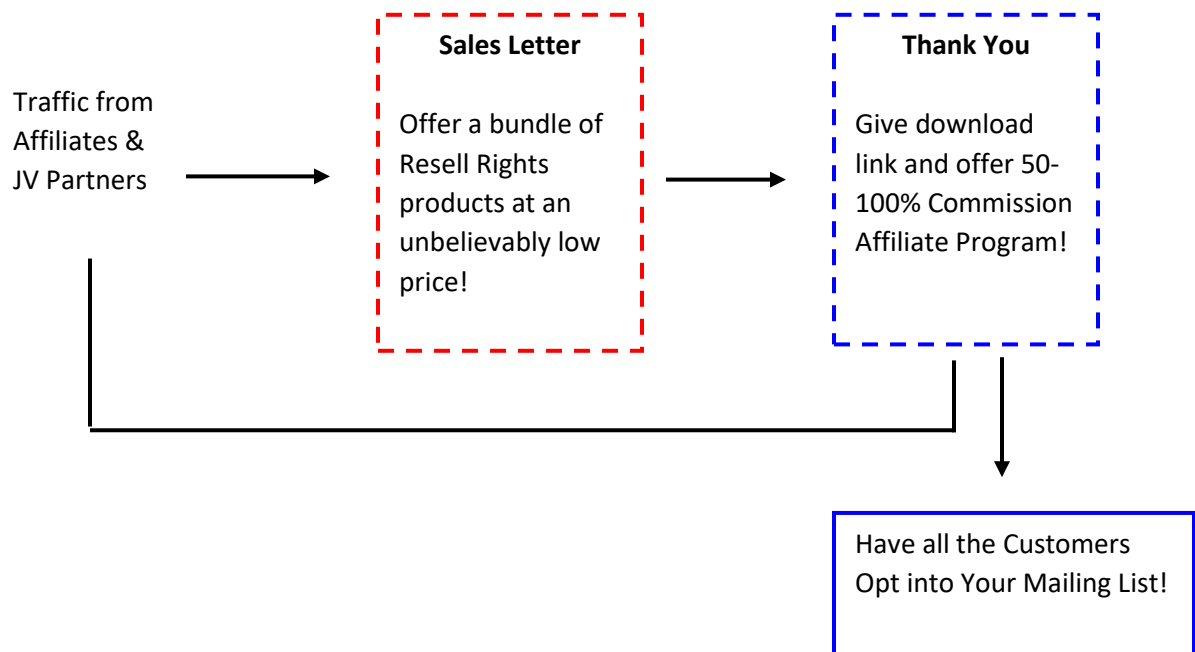 Traffic from
Affiliates &
JV Partners
Sales Letter
Offer a bundle of
Resell Rights
products at an
unbelievably low
price!
Thank You
Give download
link and offer 50-
100% Commission
Affiliate Program!
Have all the Customers
Opt into Your Mailing List!